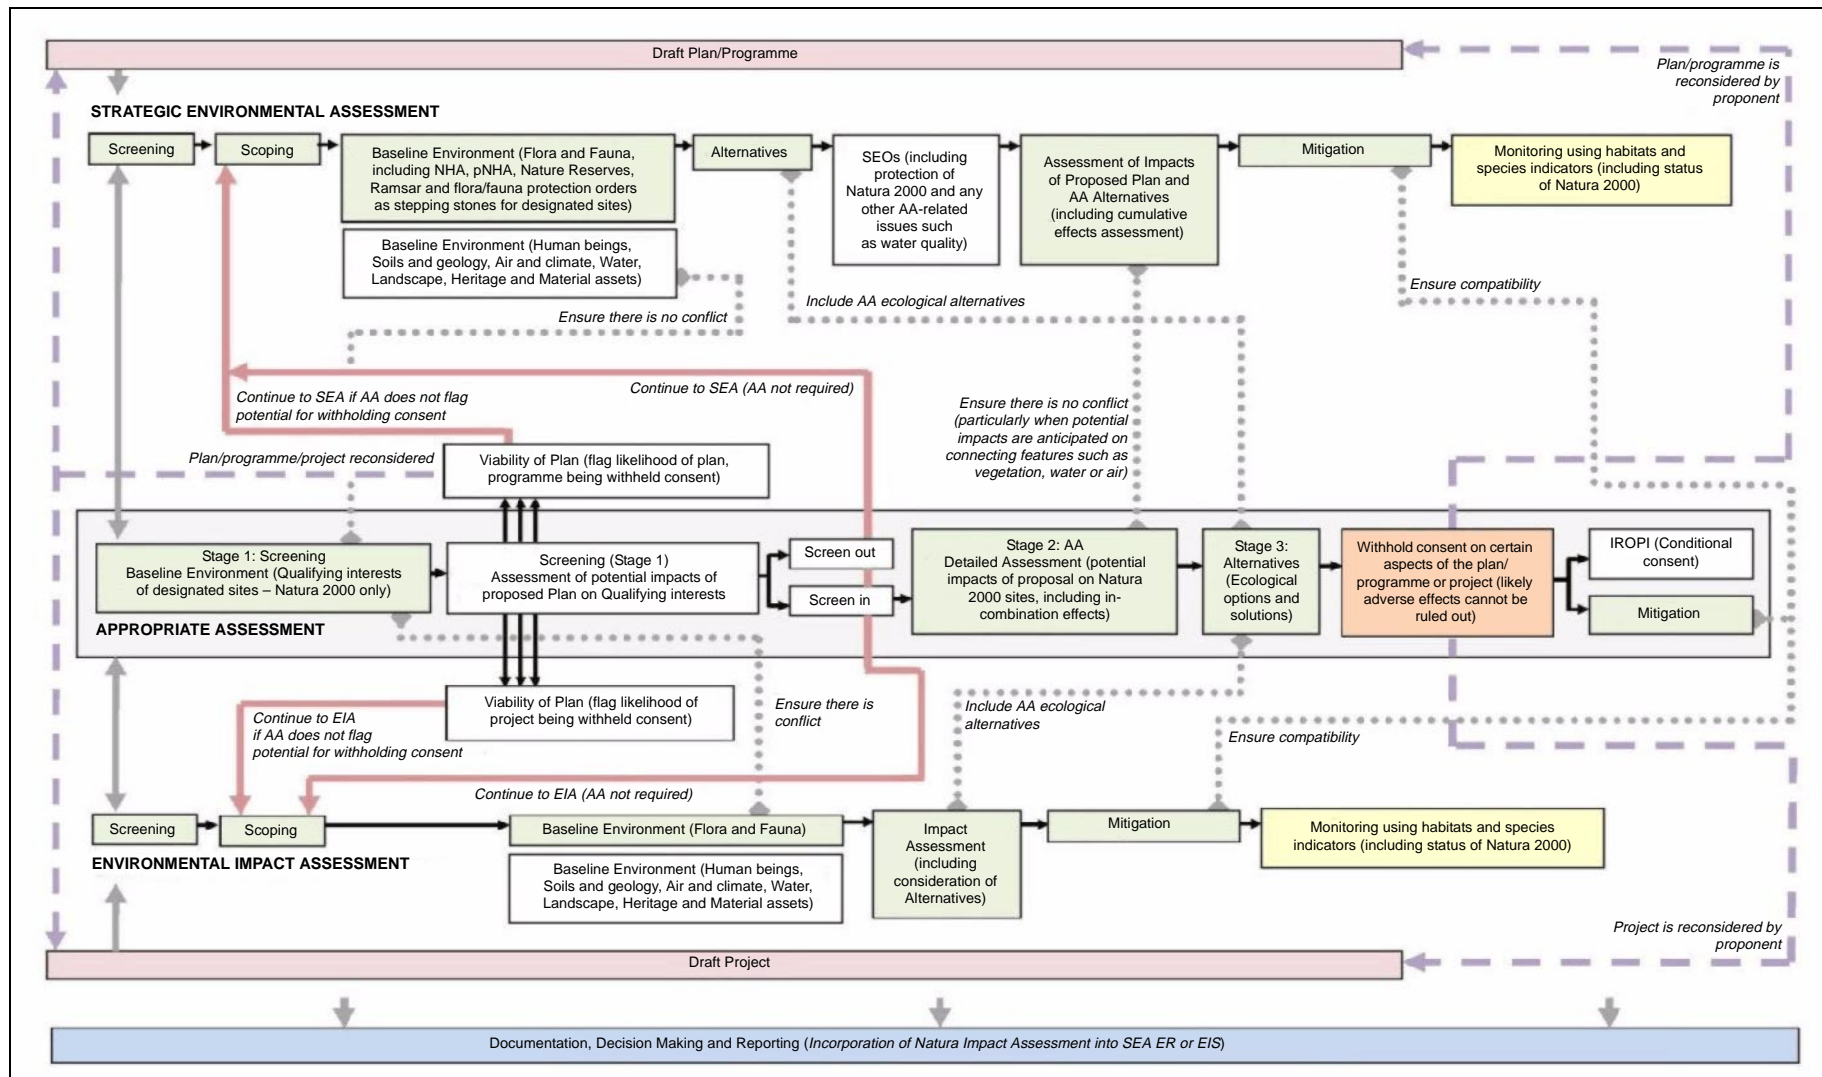 Draft Plan/Programme
Plan/programme is
reconsidered by
proponent
STRATEGIC ENVIRONMENTAL ASSESSMENT
Screening
Scoping
Baseline Environment (Flora and Fauna,
including NHA, pNHA, Nature Reserves,
Ramsar and flora/fauna protection orders
as stepping stones for designated sites)
Baseline Environment (Human beings,
Soils and geology, Air and climate, Water,
Landscape, Heritage and Material assets)
Alternatives
SEOs (including
protection of
Natura 2000 and any
other AA-related
issues such
as water quality)
Assessment of Impacts
of Proposed Plan and
AA Alternatives
(including cumulative
effects assessment)
Mitigation
Monitoring using habitats and
species indicators (including status
of Natura 2000)
Ensure there is no conflict
Include AA ecological alternatives
Ensure compatibility
Continue to SEA if AA does not flag
potential for withholding consent
Continue to SEA (AA not required)
Ensure there is no conflict
(particularly when potential
impacts are anticipated on
connecting features such as
vegetation, water or air)
Plan/programme/project reconsidered
Viability of Plan (flag likelihood of plan,
programme being withheld consent)
Stage 1: Screening
Baseline Environment (Qualifying interests
of designated sites – Natura 2000 only)
Screening (Stage 1)
Assessment of potential impacts of
proposed Plan on Qualifying interests
Screen out
Screen in
Stage 2: AA
Detailed Assessment (potential
impacts of proposal on Natura
2000 sites, including in-
combination effects)
Stage 3:
Alternatives
(Ecological
options and
solutions)
Withhold consent on certain
aspects of the plan/
programme or project (likely
adverse effects cannot be
ruled out)
IROPI (Conditional
consent)
Mitigation
APPROPRIATE ASSESSMENT
Viability of Plan (flag likelihood of
project being withheld consent)
Continue to EIA
if AA does not flag
potential for withholding consent
Ensure there is
conflict
Include AA ecological
alternatives
Ensure compatibility
Continue to EIA (AA not required)
Screening
Scoping
Baseline Environment (Flora and Fauna)
Baseline Environment (Human beings,
Soils and geology, Air and climate, Water,
Landscape, Heritage and Material assets)
Impact
Assessment
(including
consideration of
Alternatives)
Mitigation
Monitoring using habitats and species
indicators (including status of Natura 2000)
ENVIRONMENTAL IMPACT ASSESSMENT
Project is reconsidered by
proponent
Draft Project
Documentation, Decision Making and Reporting (Incorporation of Natura Impact Assessment into SEA ER or EIS)